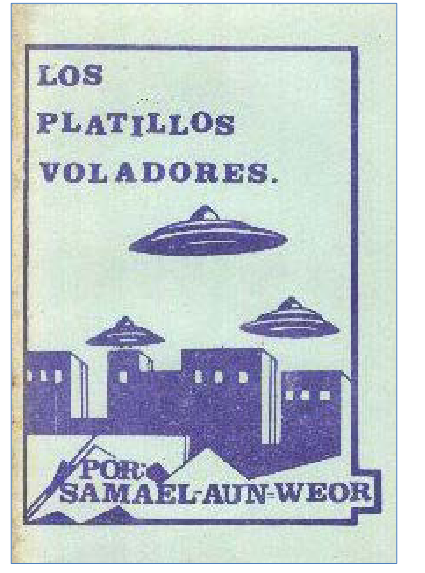 LOS
PLATILLOS
VOLADORES.
POR:
SAMAEL-AUN-WEOR